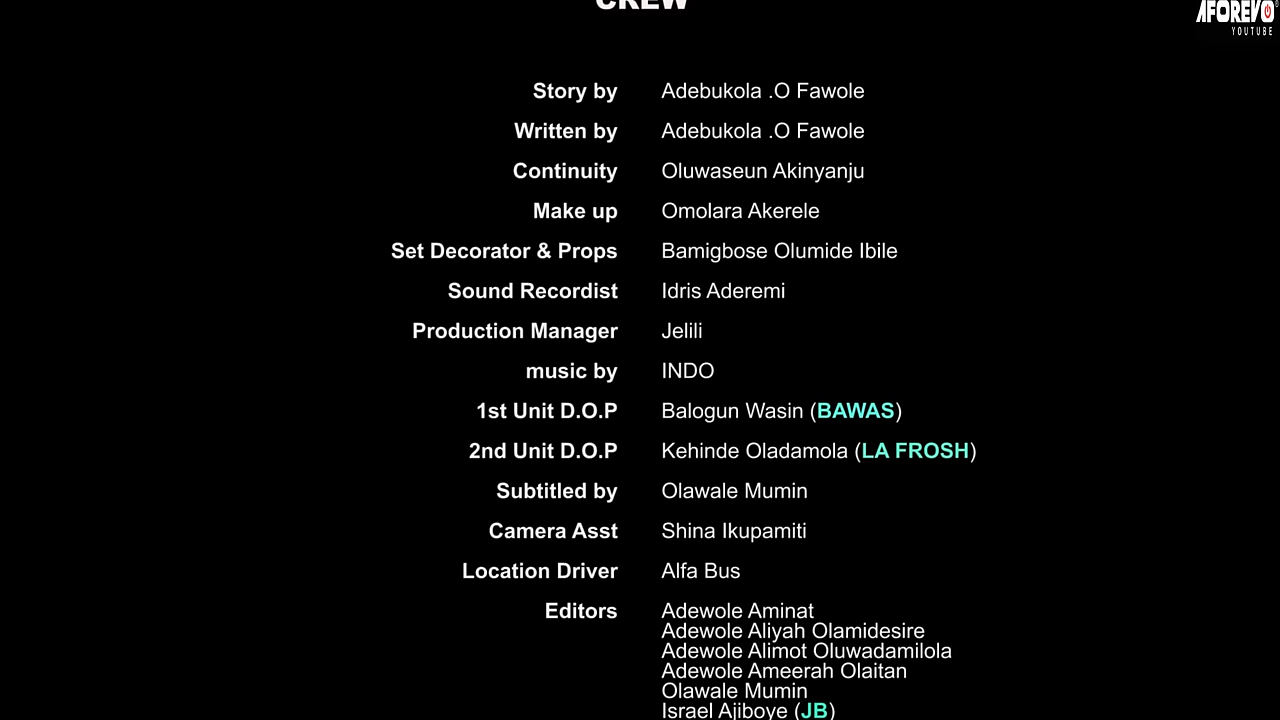 CREW
AFOREVO
YOUTUBE
Story by Adebukola .O Fawole
Written by Adebukola .O Fawole
Continuity Oluwaseun Akinyanju
Make up Omolara Akerele
Set Decorator & Props Bamigbose Olumide Ibile
Sound Recordist Idris Aderemi
Production Manager Jelili
music by INDO
1st Unit D.O.P Balogun Wasin (BAWAS)
2nd Unit D.O.P Kehinde Oladamola (LA FROSH)
Subtitled by Olawale Mumin
Camera Asst Shina Ikupamiti
Location Driver Alfa Bus
Editors Adewole Aminat
Adewole Aliyah Olamidesire
Adewole Alimot Oluwadamilola
Adewole Ameerah Olaitan
Olawale Mumin
Israel Ajiboye (JB)